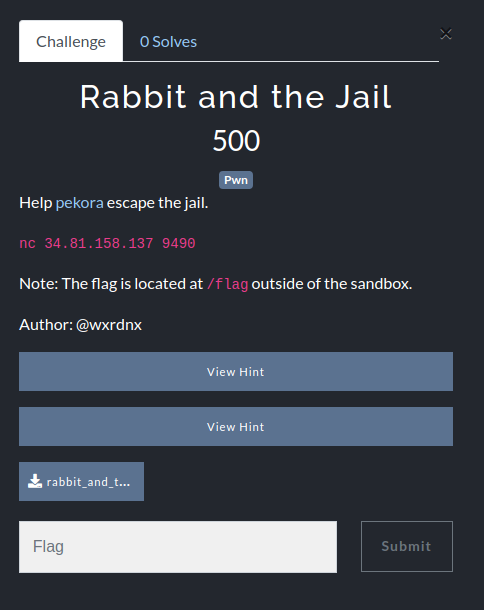 Challenge
0 Solves
×
Rabbit and the Jail
500
Pwn
Help pekora escape the jail.
nc 34.81.158.137 9490
Note: The flag is located at /flag outside of the sandbox.
Author: @wxrdnx
View Hint
View Hint
rabbit_and_t...
Flag
Submit